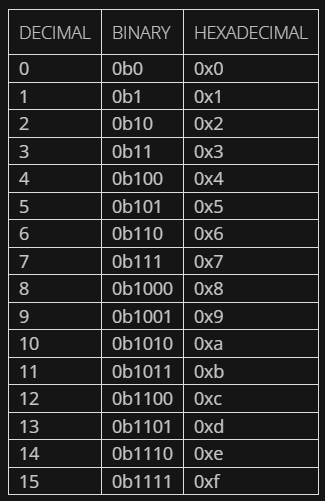 DECIMAL BINARY HEXADECIMAL
0 0b0 0x0
1 0b1 0x1
2 0b10 0x2
3 0b11 0x3
4 0b100 0x4
5 0b101 0x5
6 0b110 0x6
7 0b111 0x7
8 0b1000 0x8
9 0b1001 0x9
10 0b1010 0xa
11 0b1011 0xb
12 0b1100 0xc
13 0b1101 0xd
14 0b1110 0xe
15 0b1111 0xf